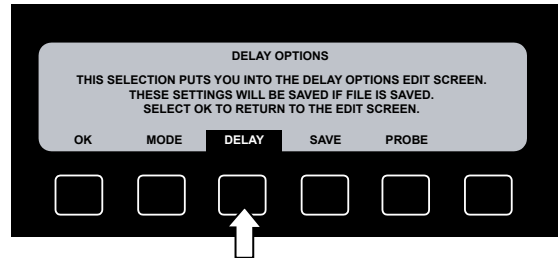 DELAY OPTIONS
THIS SELECTION PUTS YOU INTO THE DELAY OPTIONS EDIT SCREEN.
THESE SETTINGS WILL BE SAVED IF FILE IS SAVED.
SELECT OK TO RETURN TO THE EDIT SCREEN.
OK MODE DELAY SAVE PROBE